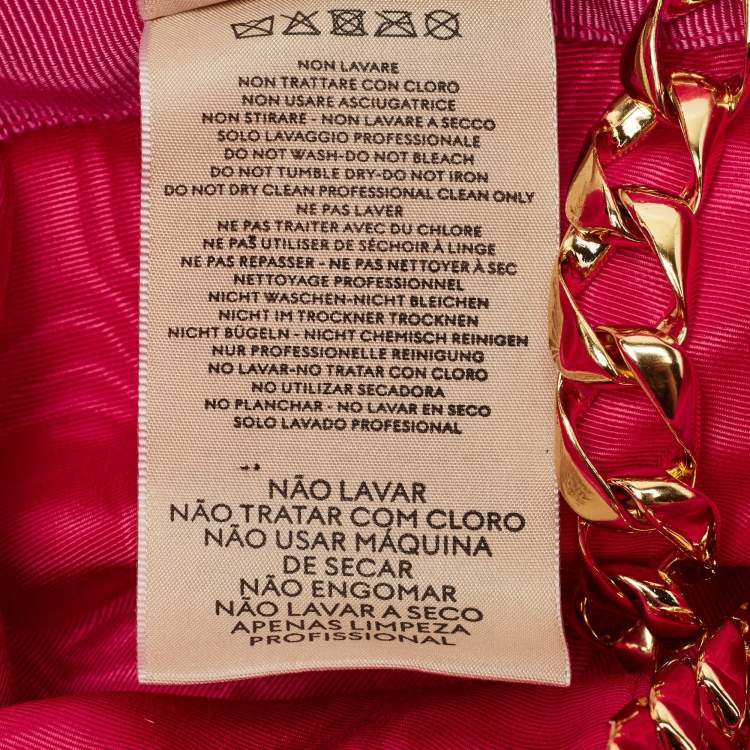 NON LAVARE
NON TRATTARE CON CLORO
NON USARE ASCIUGATRICE
NON STIRARE - NON LAVARE A SECCO
SOLO LAVAGGIO PROFESSIONALE
DO NOT WASH-DO NOT BLEACH
DO NOT TUMBLE DRY-DO NOT IRON
DO NOT DRY CLEAN PROFESSIONAL CLEAN ONLY
NE PAS LAVER
NE PAS TRAITER AVEC DU CHLORE
NE PAS UTILISER DE SÉCHOIR À LINGE
NE PAS REPASSER - NE PAS NETTOYER À SEC
NETTOYAGE PROFESSIONNEL
NICHT WASCHEN-NICHT BLEICHEN
NICHT IM TROCKNER TROCKNEN
NICHT BÜGELN - NICHT CHEMISCH REINIGEN
NUR PROFESSIONELLE REINIGUNG
NO LAVAR-NO TRATAR CON CLORO
NO UTILIZAR SECADORA
NO PLANCHAR - NO LAVAR EN SECO
SOLO LAVADO PROFESIONAL
NÃO LAVAR
NÃO TRATAR COM CLORO
NÃO USAR MÁQUINA
DE SECAR
NÃO ENGOMAR
NÃO LAVAR A SECO
APENAS LIMPEZA
PROFISSIONAL